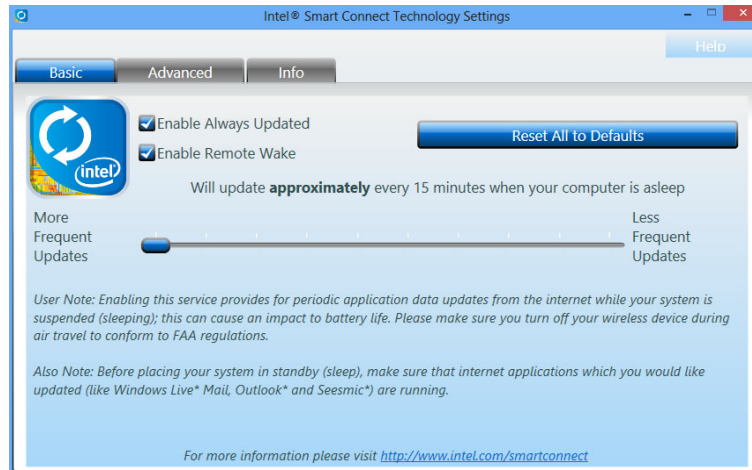 Intel® Smart Connect Technology Settings
Help
Basic Advanced Info
Enable Always Updated
Reset All to Defaults
Enable Remote Wake
intel®
Will update approximately every 15 minutes when your computer is asleep
More
Frequent
Updates
Less
Frequent
Updates
User Note: Enabling this service provides for periodic application data updates from the internet while your system is
suspended (sleeping); this can cause an impact to battery life. Please make sure you turn off your wireless device during
air travel to conform to FAA regulations.
Also Note: Before placing your system in standby (sleep), make sure that internet applications which you would like
updated (like Windows Live* Mail, Outlook* and Seesmic*) are running.
For more information please visit http://www.intel.com/smartconnect